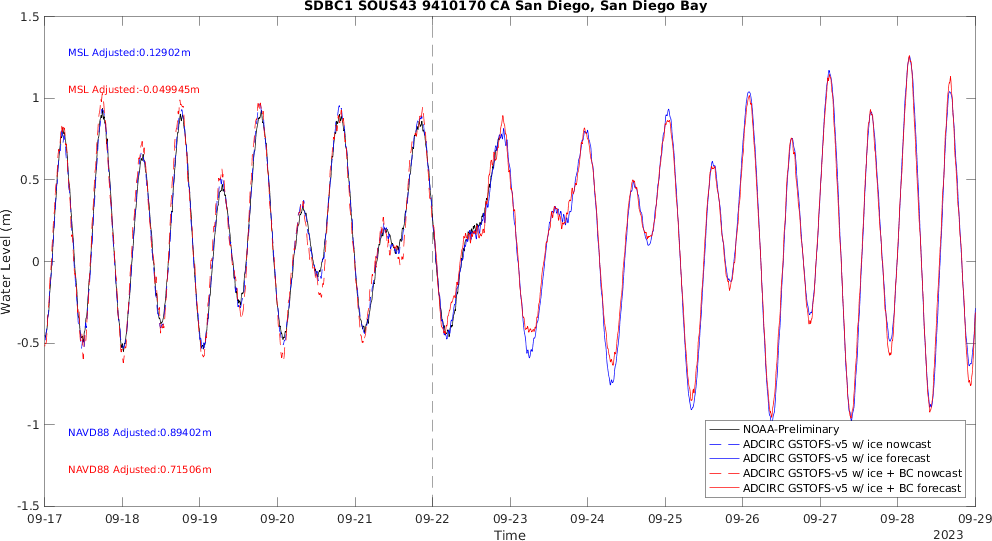 SDBC1 SOUS43 9410170 CA San Diego, San Diego Bay
1.5
MSL Adjusted:0.12902m
MSL Adjusted:-0.049945m
1
0.5
Water Level (m)
0
-0.5
-1
NAVD88 Adjusted:0.89402m
NAVD88 Adjusted:0.71506m
NOAA-Preliminary
ADCIRC GSTOFS-v5 w/ ice nowcast
ADCIRC GSTOFS-v5 w/ ice forecast
ADCIRC GSTOFS-v5 w/ ice + BC nowcast
ADCIRC GSTOFS-v5 w/ ice + BC forecast
-1.5
09-17 09-18 09-19 09-20 09-21 09-22 09-23 09-24 09-25 09-26 09-27 09-28 09-29
Time
2023